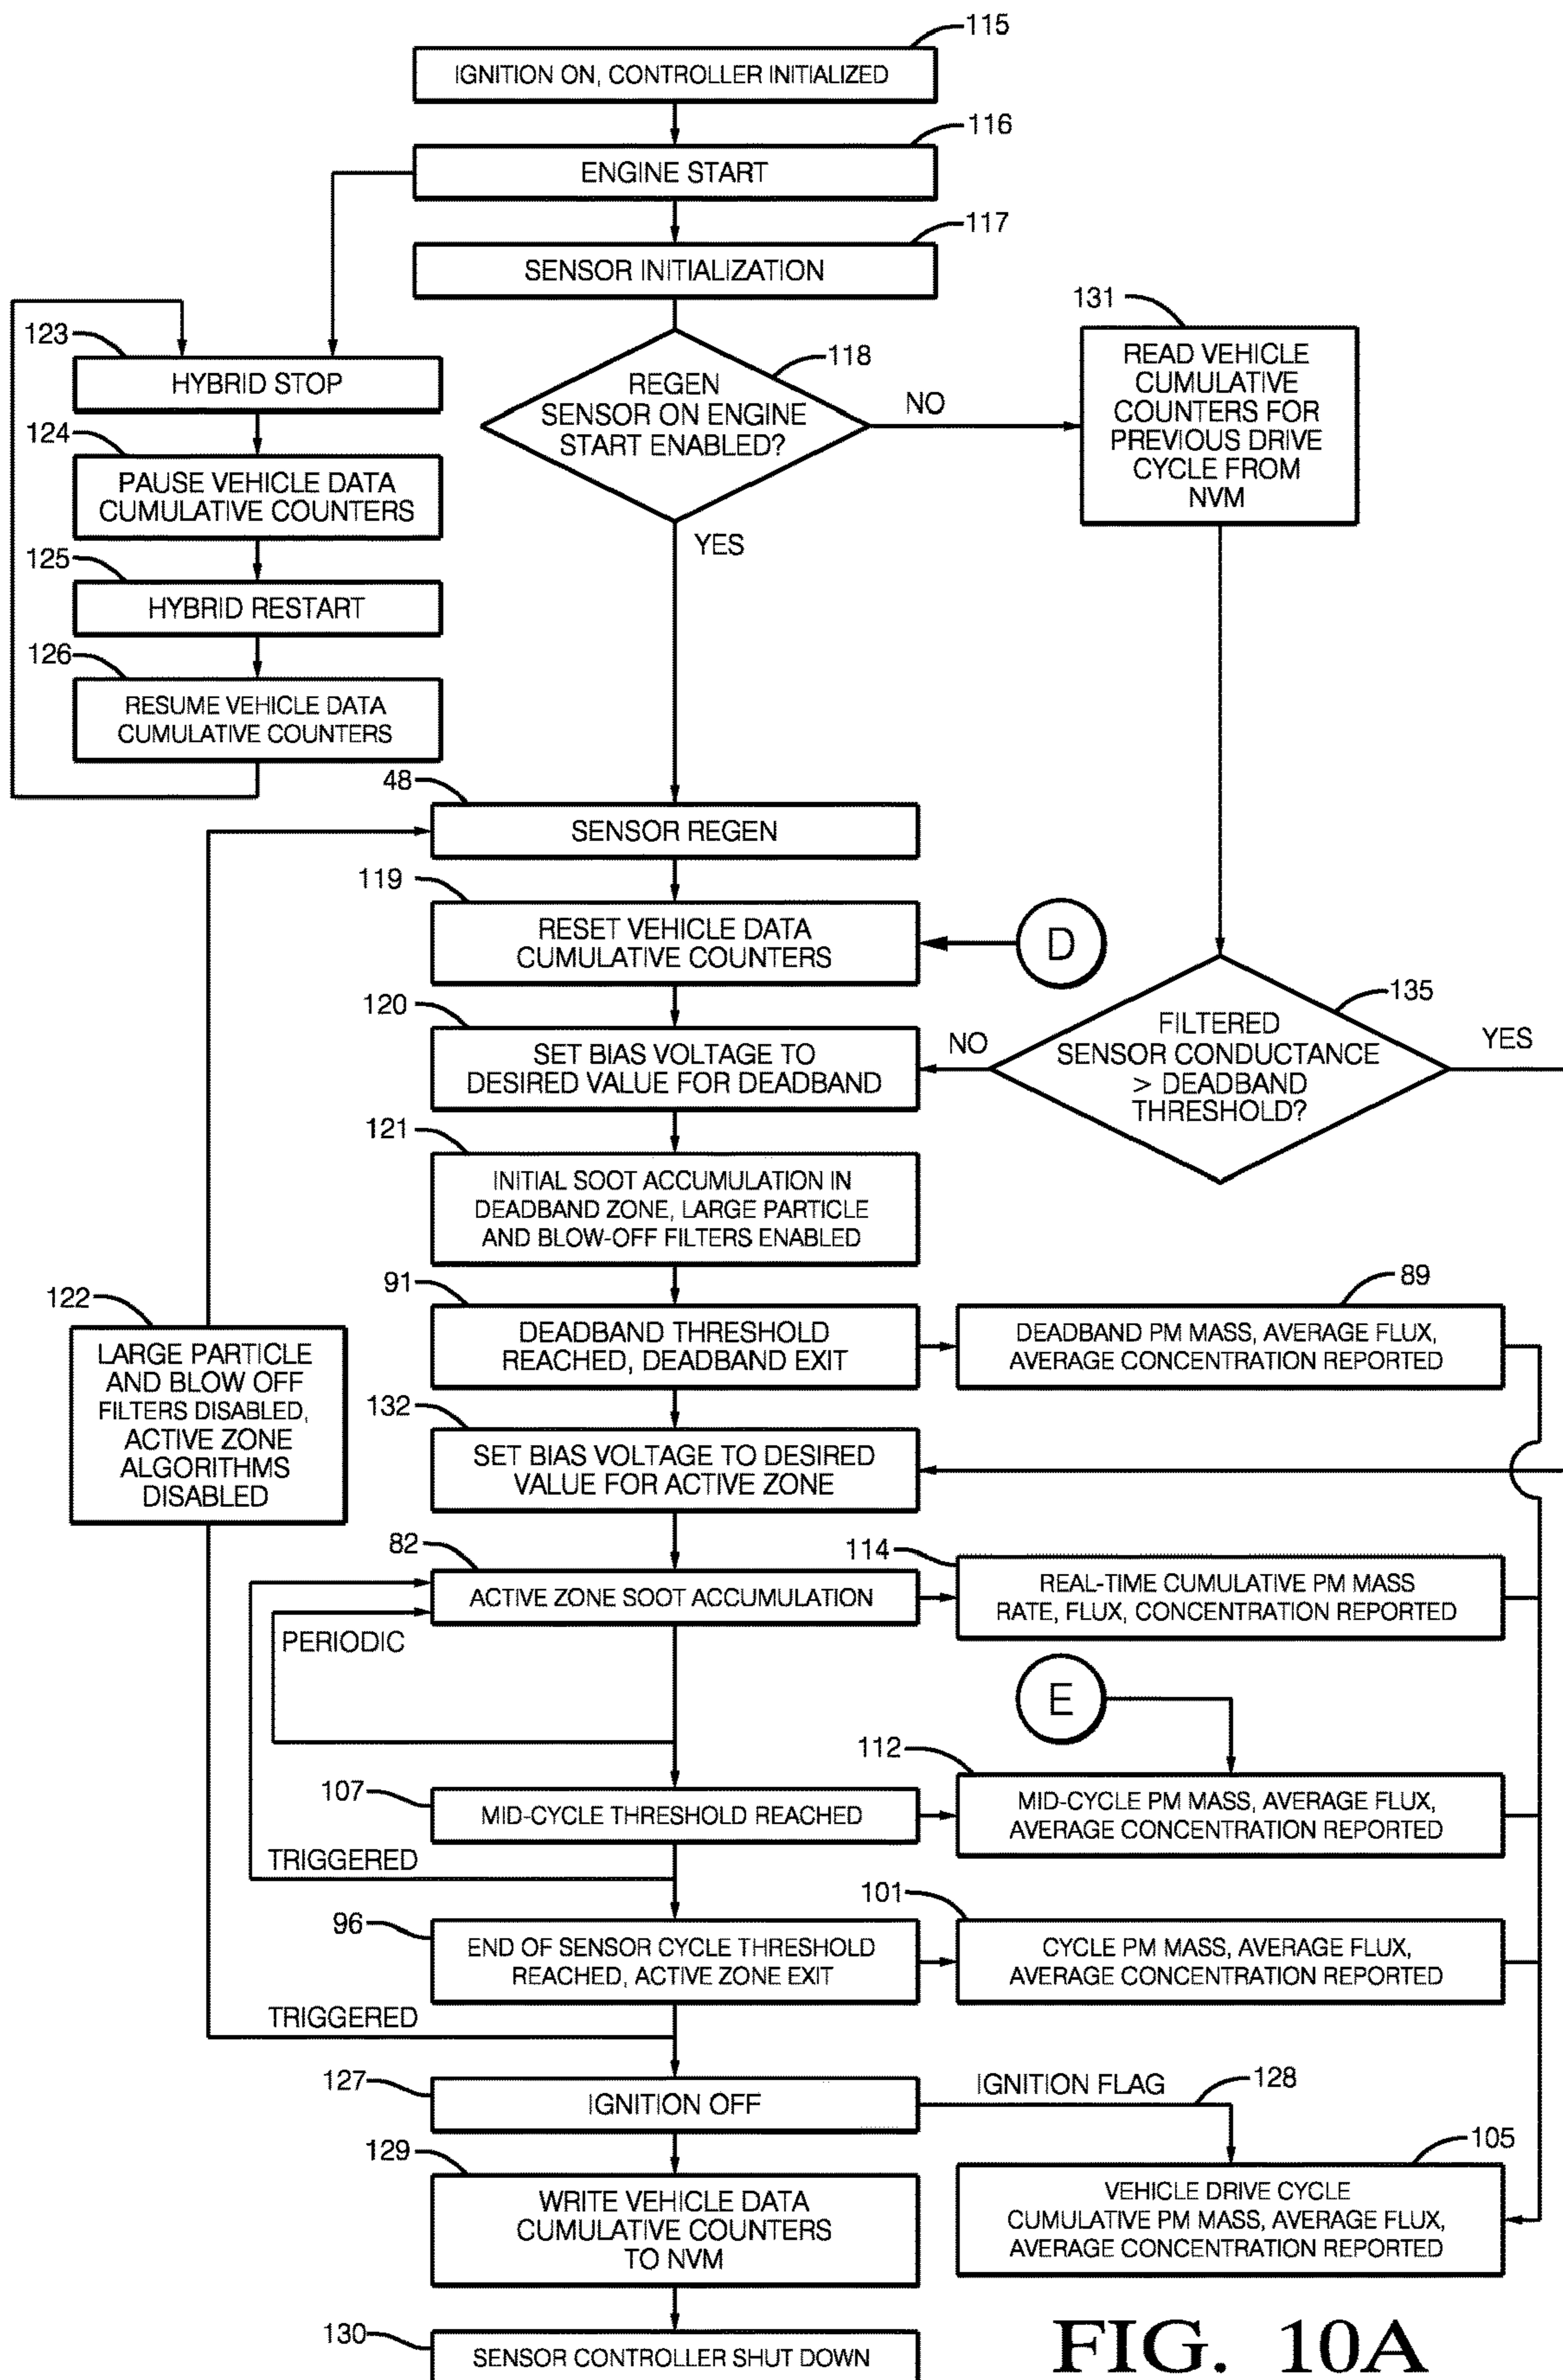 115
IGNITION ON, CONTROLLER INITIALIZED
116
ENGINE START
117
SENSOR INITIALIZATION
131
READ VEHICLE
CUMULATIVE
COUNTERS FOR
PREVIOUS DRIVE
CYCLE FROM
NVM
123
HYBRID STOP
118
REGEN
SENSOR ON ENGINE
START ENABLED?
NO
YES
124
PAUSE VEHICLE DATA
CUMULATIVE COUNTERS
125
HYBRID RESTART
126
RESUME VEHICLE DATA
CUMULATIVE COUNTERS
48
SENSOR REGEN
119
RESET VEHICLE DATA
CUMULATIVE COUNTERS
D
120
SET BIAS VOLTAGE TO
DESIRED VALUE FOR DEADBAND
NO
135
FILTERED
SENSOR CONDUCTANCE
> DEADBAND
THRESHOLD?
YES
121
INITIAL SOOT ACCUMULATION IN
DEADBAND ZONE, LARGE PARTICLE
AND BLOW-OFF FILTERS ENABLED
91
DEADBAND THRESHOLD
REACHED, DEADBAND EXIT
89
DEADBAND PM MASS, AVERAGE FLUX,
AVERAGE CONCENTRATION REPORTED
122
LARGE PARTICLE
AND BLOW OFF
FILTERS DISABLED,
ACTIVE ZONE
ALGORITHMS
DISABLED
132
SET BIAS VOLTAGE TO DESIRED
VALUE FOR ACTIVE ZONE
82
ACTIVE ZONE SOOT ACCUMULATION
114
REAL-TIME CUMULATIVE PM MASS
RATE, FLUX, CONCENTRATION REPORTED
PERIODIC
E
107
MID-CYCLE THRESHOLD REACHED
112
MID-CYCLE PM MASS, AVERAGE FLUX,
AVERAGE CONCENTRATION REPORTED
TRIGGERED
96
END OF SENSOR CYCLE THRESHOLD
REACHED, ACTIVE ZONE EXIT
101
CYCLE PM MASS, AVERAGE FLUX,
AVERAGE CONCENTRATION REPORTED
TRIGGERED
127
IGNITION OFF
IGNITION FLAG
128
129
WRITE VEHICLE DATA
CUMULATIVE COUNTERS
TO NVM
105
VEHICLE DRIVE CYCLE
CUMULATIVE PM MASS, AVERAGE FLUX,
AVERAGE CONCENTRATION REPORTED
130
SENSOR CONTROLLER SHUT DOWN
FIG. 10A